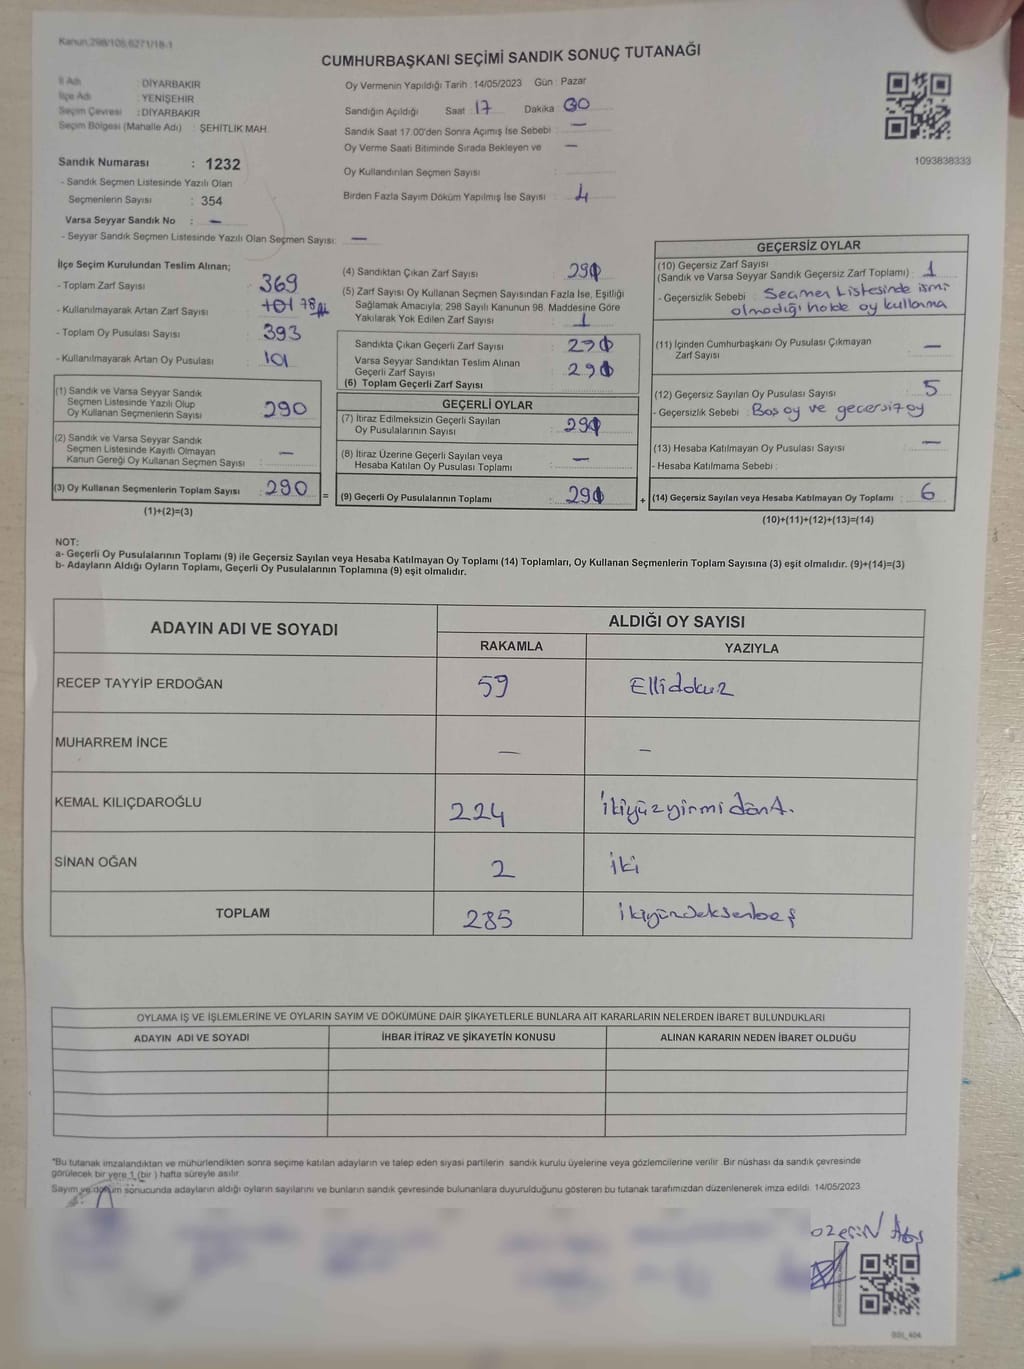 Kanun,298/105,6271/18-1
CUMHURBAŞKANI SEÇİMİ SANDIK SONUÇ TUTANAĞI
İl Adı : DİYARBAKIR
İlçe Adı : YENİŞEHİR
Seçim Çevresi : DİYARBAKIR
Seçim Bölgesi (Mahalle Adı) : ŞEHİTLİK MAH.
Sandık Numarası : 1232
- Sandık Seçmen Listesinde Yazılı Olan
Seçmenlerin Sayısı : 354
Varsa Seyyar Sandık No : —
- Seyyar Sandık Seçmen Listesinde Yazılı Olan Seçmen Sayısı: —
Oy Vermenin Yapıldığı Tarih : 14/05/2023 Gün : Pazar
Sandığın Açıldığı Saat : 17 Dakika : 00
Sandık Saat 17.00'den Sonra Açımış İse Sebebi : —
Oy Verme Saati Bitiminde Sırada Bekleyen ve —
Oy Kullandırılan Seçmen Sayısı :
Birden Fazla Sayım Döküm Yapılmış İse Sayısı : 4
1093838333
İlçe Seçim Kurulundan Teslim Alınan;
- Toplam Zarf Sayısı : 369
- Kullanılmayarak Artan Zarf Sayısı : 78
- Toplam Oy Pusulası Sayısı : 393
- Kullanılmayarak Artan Oy Pusulası : 101
(1) Sandık ve Varsa Seyyar Sandık
Seçmen Listesinde Yazılı Olup
Oy Kullanan Seçmenlerin Sayısı : 290
(2) Sandık ve Varsa Seyyar Sandık
Seçmen Listesinde Kayıtlı Olmayan
Kanun Gereği Oy Kullanan Seçmen Sayısı : —
(3) Oy Kullanan Seçmenlerin Toplam Sayısı : 290 =
(1)+(2)=(3)
(4) Sandıktan Çıkan Zarf Sayısı : 291
(5) Zarf Sayısı Oy Kullanan Seçmen Sayısından Fazla İse, Eşitliği
Sağlamak Amacıyla, 298 Sayılı Kanunun 98. Maddesine Göre
Yakılarak Yok Edilen Zarf Sayısı : 1
Sandıkta Çıkan Geçerli Zarf Sayısı : 290
Varsa Seyyar Sandıktan Teslim Alınan
Geçerli Zarf Sayısı : 290
(6) Toplam Geçerli Zarf Sayısı
GEÇERLİ OYLAR
(7) İtiraz Edilmeksizin Geçerli Sayılan
Oy Pusulalarının Sayısı : 291
(8) İtiraz Üzerine Geçerli Sayılan veya
Hesaba Katılan Oy Pusulası Toplamı : —
(9) Geçerli Oy Pusulalarının Toplamı : 290 +
GEÇERSİZ OYLAR
(10) Geçersiz Zarf Sayısı
(Sandık ve Varsa Seyyar Sandık Geçersiz Zarf Toplamı) : 1
- Geçersizlik Sebebi : Seçmen Listesinde ismi
olmadığı halde oy kullanma
(11) İçinden Cumhurbaşkanı Oy Pusulası Çıkmayan
Zarf Sayısı : —
(12) Geçersiz Sayılan Oy Pusulası Sayısı : 5
- Geçersizlik Sebebi : Boş oy ve geçersiz oy
(13) Hesaba Katılmayan Oy Pusulası Sayısı : —
- Hesaba Katılmama Sebebi :
(14) Geçersiz Sayılan veya Hesaba Katılmayan Oy Toplamı : 6
(10)+(11)+(12)+(13)=(14)
NOT:
a- Geçerli Oy Pusulalarının Toplamı (9) ile Geçersiz Sayılan veya Hesaba Katılmayan Oy Toplamı (14) Toplamları, Oy Kullanan Seçmenlerin Toplam Sayısına (3) eşit olmalıdır. (9)+(14)=(3)
b- Adayların Aldığı Oyların Toplamı, Geçerli Oy Pusulalarının Toplamına (9) eşit olmalıdır.
ADAYIN ADI VE SOYADI ALDIĞI OY SAYISI
RAKAMLA YAZIYLA
RECEP TAYYİP ERDOĞAN 59 Ellidokuz
MUHARREM İNCE — —
KEMAL KILIÇDAROĞLU 224 ikiyüzyirmidört.
SİNAN OĞAN 2 iki
TOPLAM 285 ikiyüzseksenbeş
OYLAMA İŞ VE İŞLEMLERİNE VE OYLARIN SAYIM VE DÖKÜMÜNE DAİR ŞİKAYETLERLE BUNLARA AİT KARARLARIN NELERDEN İBARET BULUNDUKLARI
ADAYIN ADI VE SOYADI İHBAR İTİRAZ VE ŞİKAYETİN KONUSU ALINAN KARARIN NEDEN İBARET OLDUĞU
*Bu tutanak imzalandıktan ve mühürlendikten sonra seçime katılan adayların ve talep eden siyasi partilerin sandık kurulu üyelerine veya gözlemcilerine verilir. Bir nüshası da sandık çevresinde
görülecek bir yere 1 (bir ) hafta süreyle asılır.
Sayım ve döküm sonucunda adayların aldığı oyların sayılarını ve bunların sandık çevresinde bulunanlara duyurulduğunu gösteren bu tutanak tarafımızdan düzenlenerek imza edildi. 14/05/2023